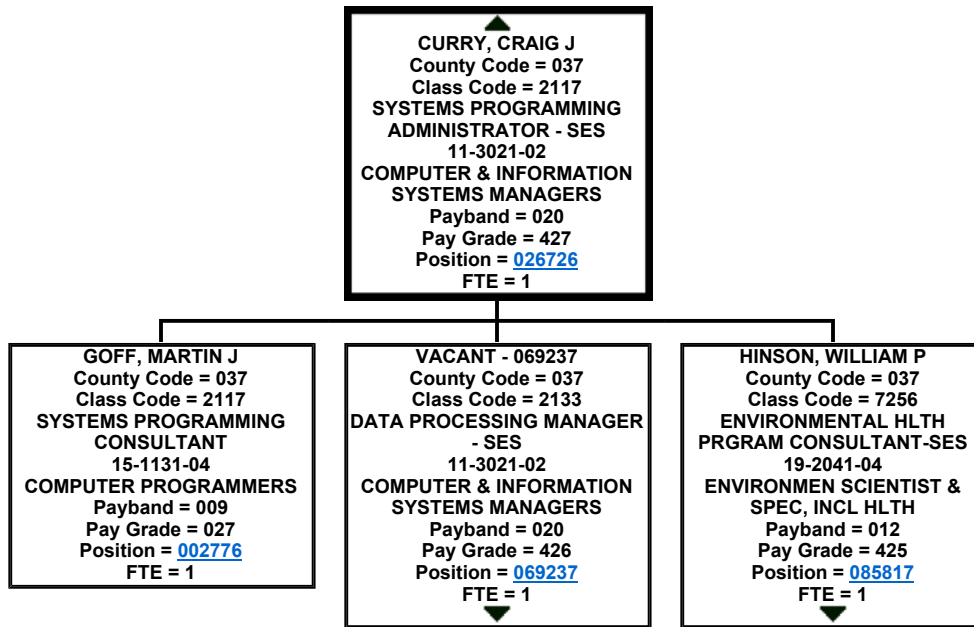 CURRY, CRAIG J
County Code = 037
Class Code = 2117
SYSTEMS PROGRAMMING
ADMINISTRATOR - SES
11-3021-02
COMPUTER & INFORMATION
SYSTEMS MANAGERS
Payband = 020
Pay Grade = 427
Position = 026726
FTE = 1
GOFF, MARTIN J
County Code = 037
Class Code = 2117
SYSTEMS PROGRAMMING
CONSULTANT
15-1131-04
COMPUTER PROGRAMMERS
Payband = 009
Pay Grade = 027
Position = 002776
FTE = 1
VACANT - 069237
County Code = 037
Class Code = 2133
DATA PROCESSING MANAGER
- SES
11-3021-02
COMPUTER & INFORMATION
SYSTEMS MANAGERS
Payband = 020
Pay Grade = 426
Position = 069237
FTE = 1
HINSON, WILLIAM P
County Code = 037
Class Code = 7256
ENVIRONMENTAL HLTH
PRGRAM CONSULTANT-SES
19-2041-04
ENVIRONMEN SCIENTIST &
SPEC, INCL HLTH
Payband = 012
Pay Grade = 425
Position = 085817
FTE = 1